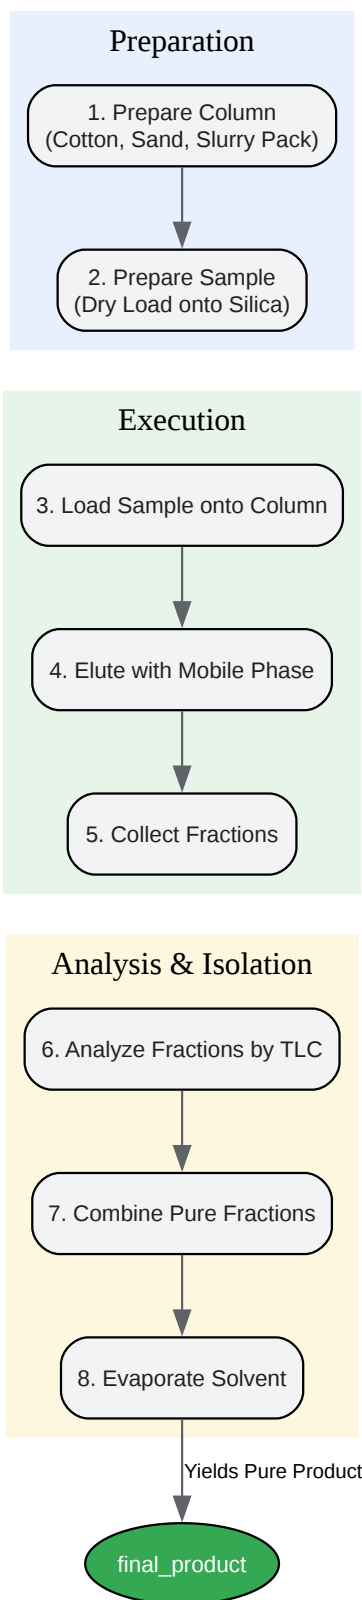 Preparation
1. Prepare Column
(Cotton, Sand, Slurry Pack)
2. Prepare Sample
(Dry Load onto Silica)
Execution
3. Load Sample onto Column
4. Elute with Mobile Phase
5. Collect Fractions
Analysis & Isolation
6. Analyze Fractions by TLC
7. Combine Pure Fractions
8. Evaporate Solvent
Yields Pure Product
final_product